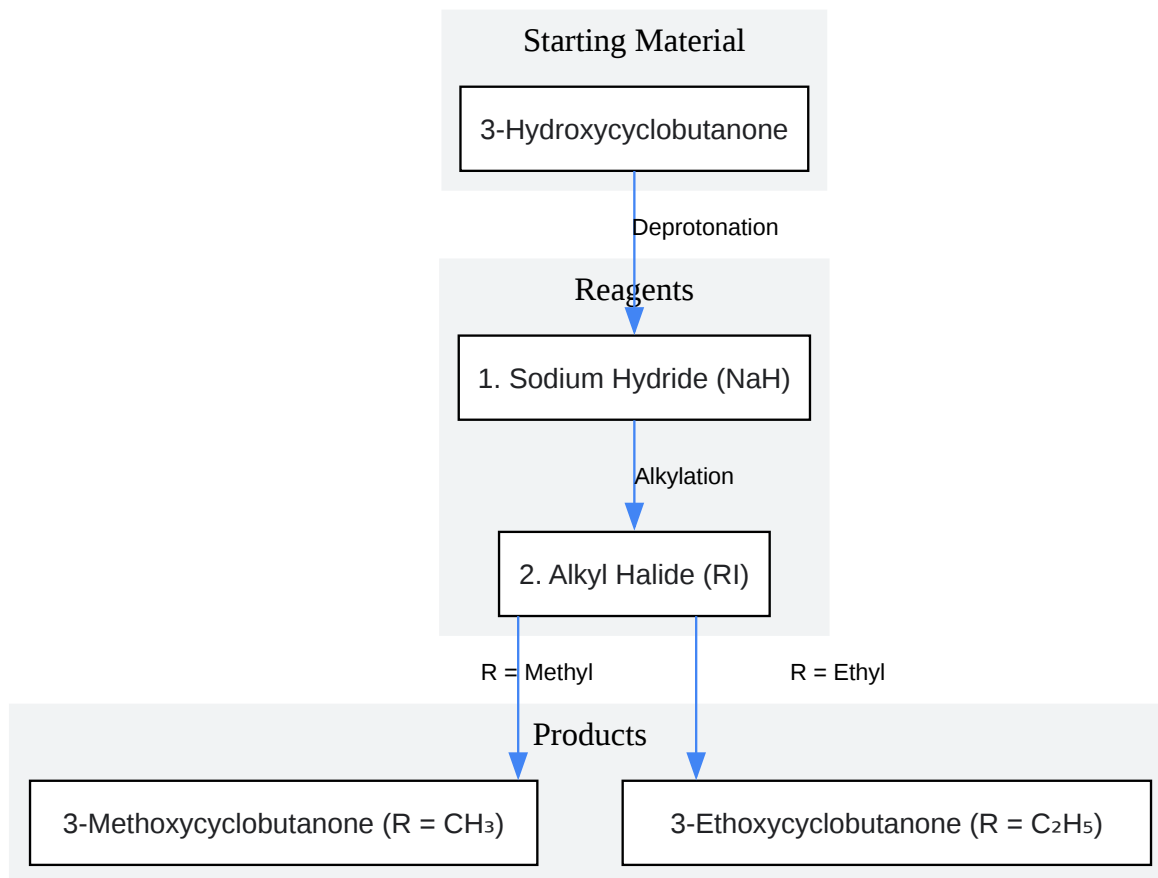 Starting Material
3-Hydroxycyclobutanone
Deprotonation
Reagents
1. Sodium Hydride (NaH)
Alkylation
2. Alkyl Halide (RI)
R = Methyl
R = Ethyl
Products
3-Methoxycyclobutanone (R = CH₃)
3-Ethoxycyclobutanone (R = C₂H₅)